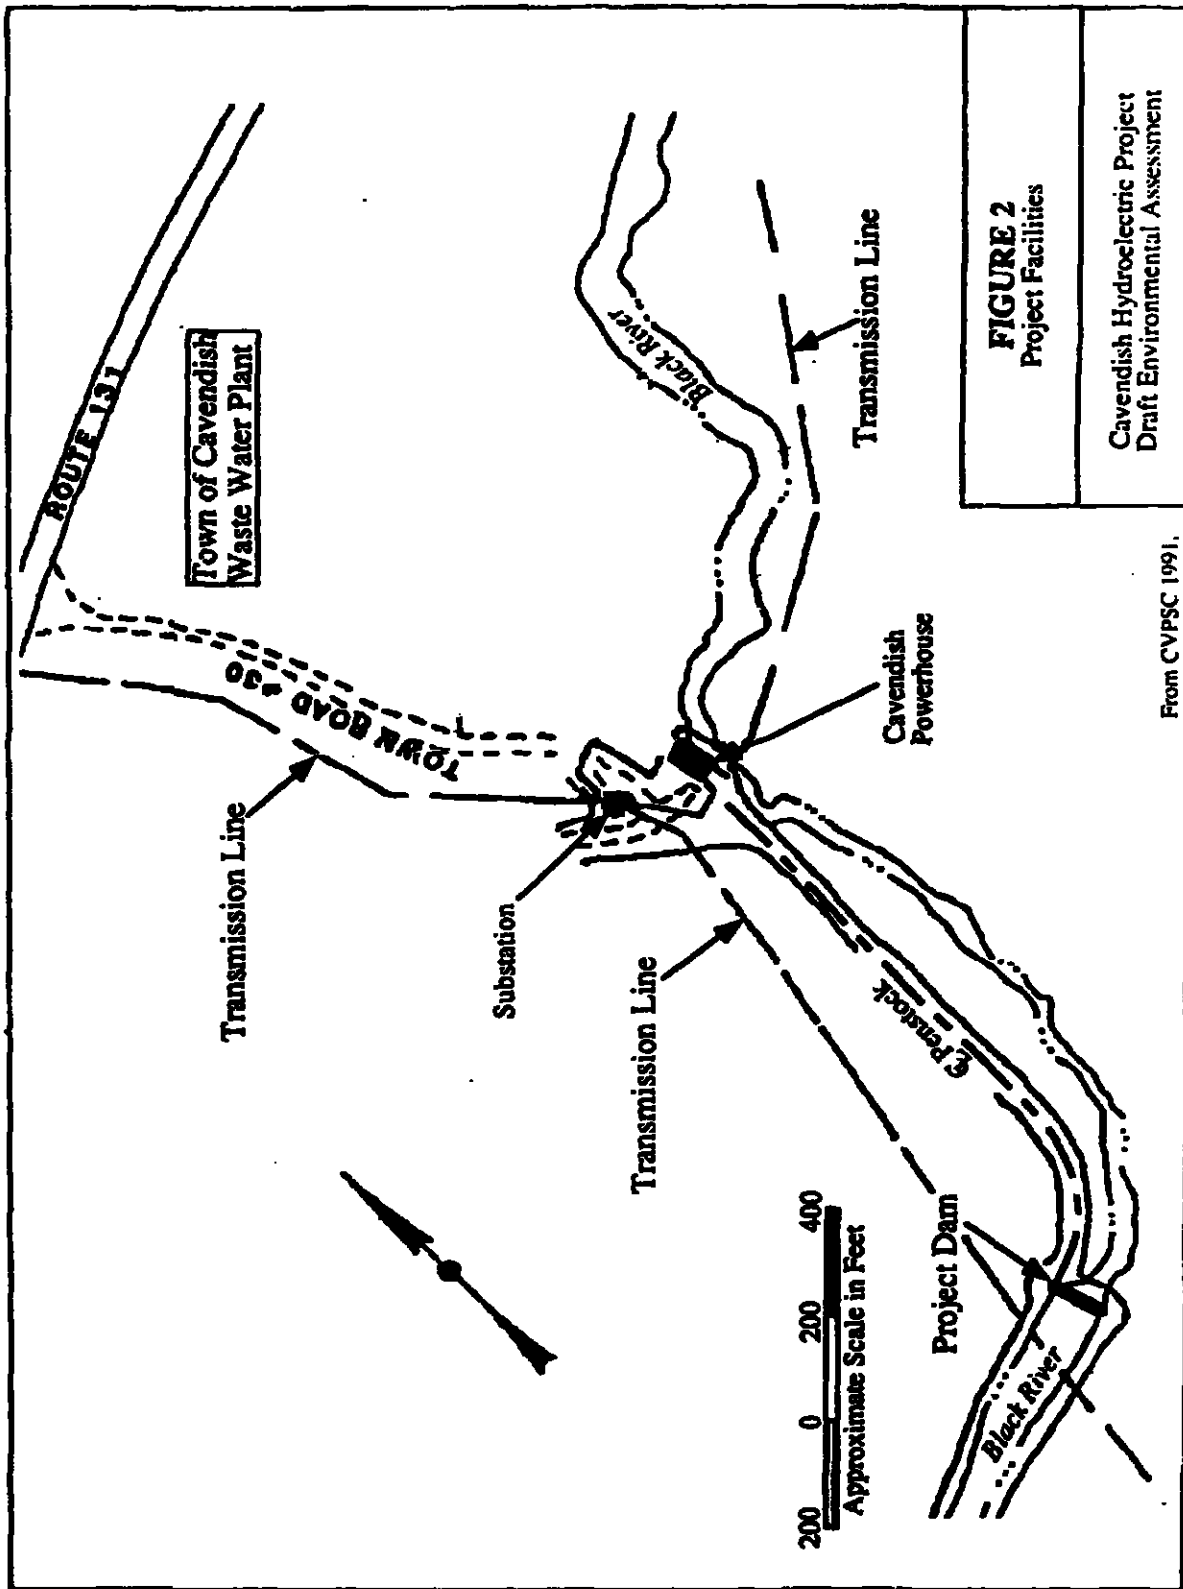 ROUTE 131
Town of Cavendish
Waste Water Plant
TOWN ROAD #30
Transmission Line
Substation
Transmission Line
Black River
Transmission Line
Cavendish
Powerhouse
℄ Penstock
Project Dam
Black River
200 0 200 400
Approximate Scale in Feet
FIGURE 2
Project Facilities
Cavendish Hydroelectric Project
Draft Environmental Assessment
From CVPSC 1991.